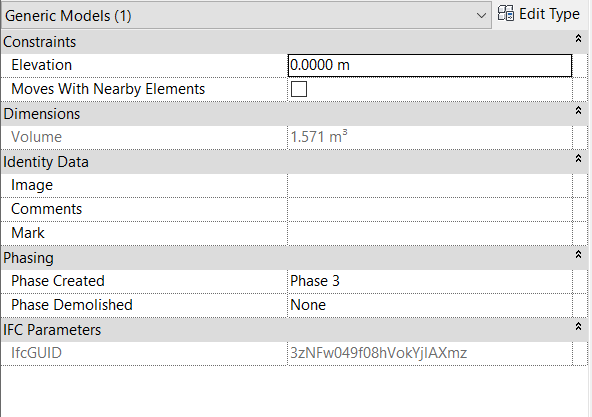 Generic Models (1) Edit Type
Constraints
Elevation 0.0000 m
Moves With Nearby Elements
Dimensions
Volume 1.571 m³
Identity Data
Image
Comments
Mark
Phasing
Phase Created Phase 3
Phase Demolished None
IFC Parameters
IfcGUID 3zNFw049f08hVokYjIAXmz